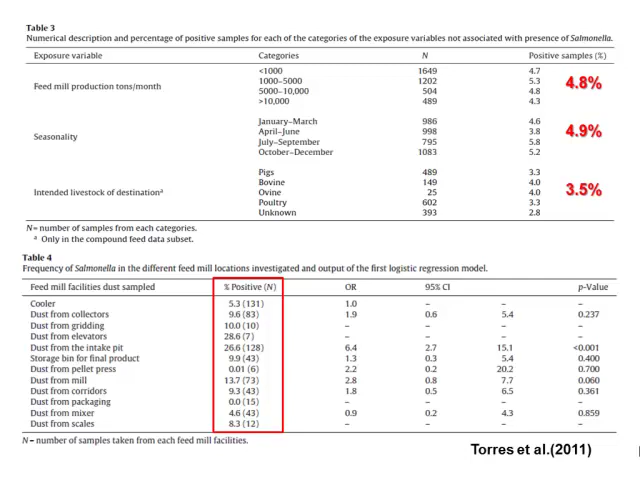 Table 3
Numerical description and percentage of positive samples for each of the categories of the exposure variables not associated with presence of Salmonella.
Exposure variable Categories N Positive samples (%)
Feed mill production tons/month <1000 1649 4.7
1000–5000 1202 5.3
5000–10,000 504 4.8
>10,000 489 4.3
4.8%
Seasonality January–March 986 4.6
April–June 998 3.8
July–September 795 5.8
October–December 1083 5.2
4.9%
Intended livestock of destinationa Pigs 489 3.3
Bovine 149 4.0
Ovine 25 4.0
Poultry 602 3.3
Unknown 393 2.8
3.5%
N = number of samples from each categories.
a Only in the compound feed data subset.
Table 4
Frequency of Salmonella in the different feed mill locations investigated and output of the first logistic regression model.
Feed mill facilities dust sampled % Positive (N) OR 95% CI p-Value
Cooler 5.3 (131) 1.0 – – –
Dust from collectors 9.6 (83) 1.9 0.6 5.4 0.237
Dust from gridding 10.0 (10) – – – –
Dust from elevators 28.6 (7) – – – –
Dust from the intake pit 26.6 (128) 6.4 2.7 15.1 <0.001
Storage bin for final product 9.9 (43) 1.3 0.3 5.4 0.400
Dust from pellet press 0.01 (6) 2.2 0.2 20.2 0.700
Dust from mill 13.7 (73) 2.8 0.8 7.7 0.060
Dust from corridors 9.3 (43) 1.8 0.5 6.5 0.361
Dust from packaging 0.0 (15) – – – –
Dust from mixer 4.6 (43) 0.9 0.2 4.3 0.859
Dust from scales 8.3 (12) – – – –
N – number of samples taken from each feed mill facilities.
Torres et al.(2011)